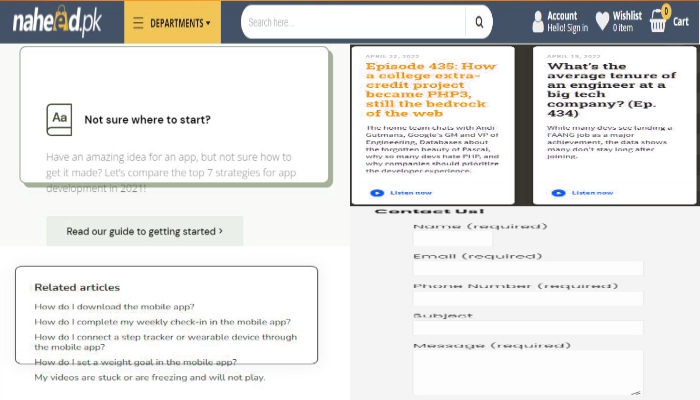 naheed.pk
DEPARTMENTS
Search here...
Account
Hello! Sign in
Wishlist
0 item
0
Cart
Aa
Not sure where to start?
Have an amazing idea for an app, but not sure how to
get it made? Let's compare the top 7 strategies for app
development in 2021!
Read our guide to getting started >
APRIL 22, 2022
Episode 435: How
a college extra-
credit project
became PHP3,
still the bedrock
of the web
The home team chats with Andi
Gutmans, Google's GM and VP of
Engineering, Databases about
the forgotten beauty of Pascal,
why so many devs hate PHP, and
why companies should prioritize
the developer experience.
Listen now
APRIL 19, 2022
What's the
average tenure of
an engineer at a
big tech
company? (Ep.
434)
While many devs see landing a
FAANG job as a major
achievement, the data shows
many don't stay long after
joining.
Listen now
Related articles
How do I download the mobile app?
How do I complete my weekly check-in in the mobile app?
How do I connect a step tracker or wearable device through
the mobile app?
How do I set a weight goal in the mobile app?
My videos are stuck or are freezing and will not play.
Contact Us!
Name (required)
Email (required)
Phone Number (required)
Subject
Message (required)